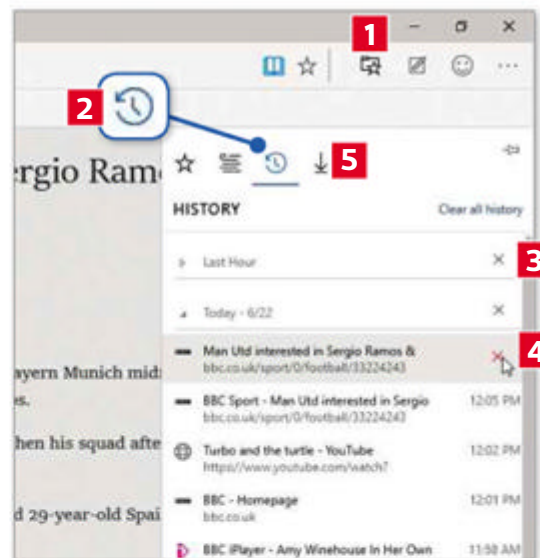 1
2
5
rgio Ram
HISTORY
Clear all history
Last Hour
3
Today - 6/22
Man Utd interested in Sergio Ramos &
4
bbc.co.uk/sport/0/football/33224243
ayern Munich mid
s.
BBC Sport - Man Utd interested in Sergio
12:05 PM
bbc.co.uk/sport/0/football/33224243
hen his squad afte
Turbo and the turtle - YouTube
12:02 PM
https://www.youtube.com/watch?
BBC - Homepage
12:01 PM
bbc.co.uk
d 29-year-old Spai
BBC iPlayer - Amy Winehouse In Her Own
11:58 AM